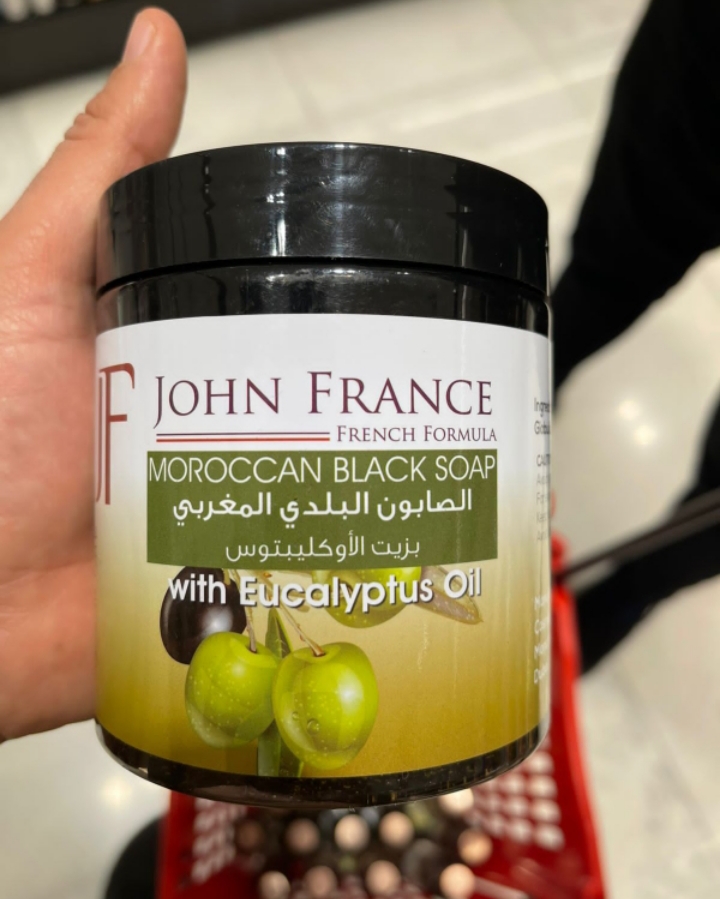 JF
JOHN FRANCE
FRENCH FORMULA
MOROCCAN BLACK SOAP
الصابون البلدي المغربي
بزيت الأوكليبتوس
with Eucalyptus Oil